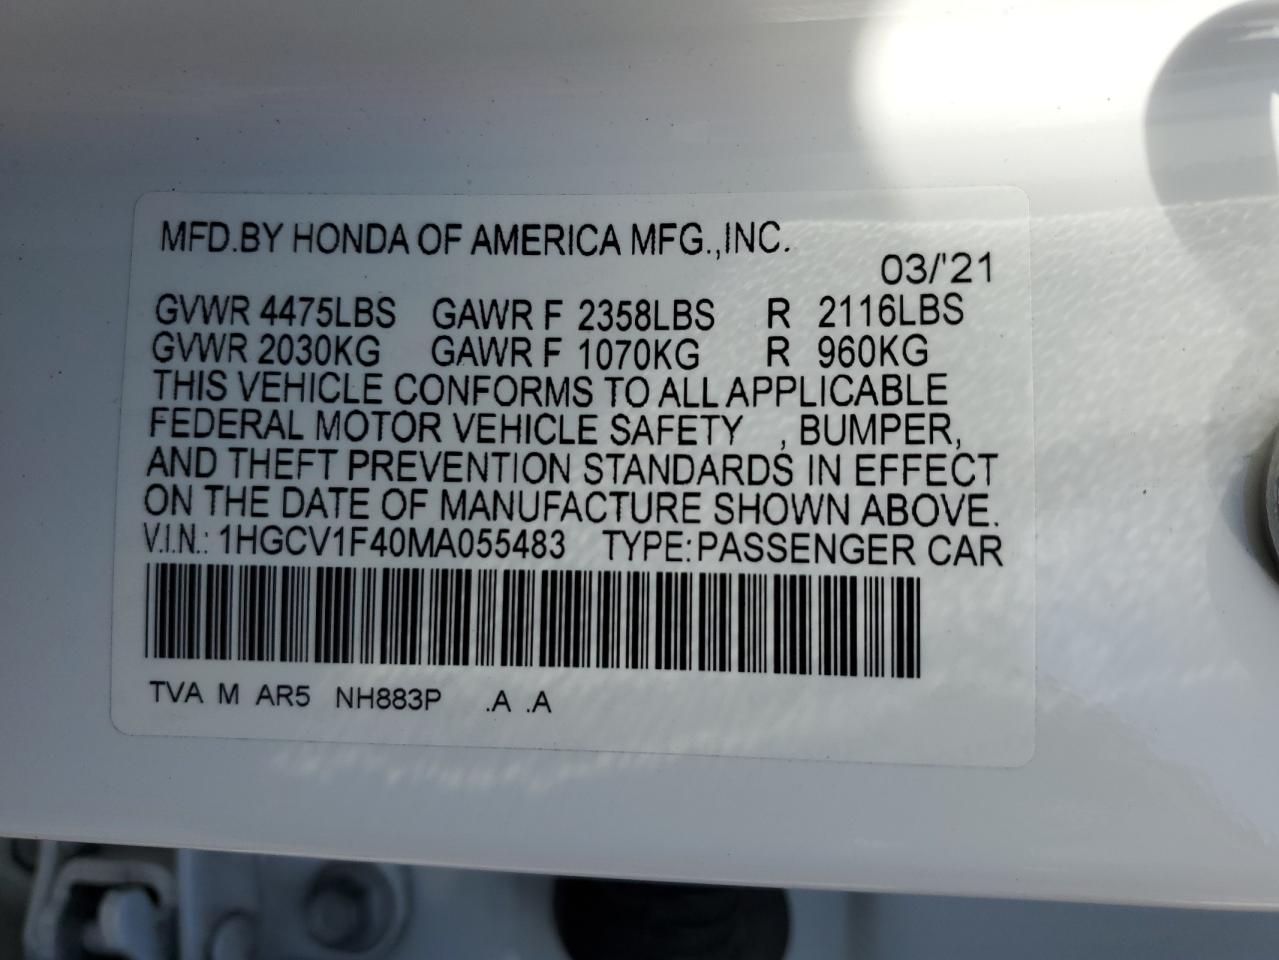 MFD.BY HONDA OF AMERICA MFG.,INC.
03/'21
GVWR 4475LBS GAWR F 2358LBS R 2116LBS
GVWR 2030KG GAWR F 1070KG R 960KG
THIS VEHICLE CONFORMS TO ALL APPLICABLE
FEDERAL MOTOR VEHICLE SAFETY , BUMPER,
AND THEFT PREVENTION STANDARDS IN EFFECT
ON THE DATE OF MANUFACTURE SHOWN ABOVE.
V.I.N.: 1HGCV1F40MA055483 TYPE:PASSENGER CAR
TVA M AR5 NH883P .A .A